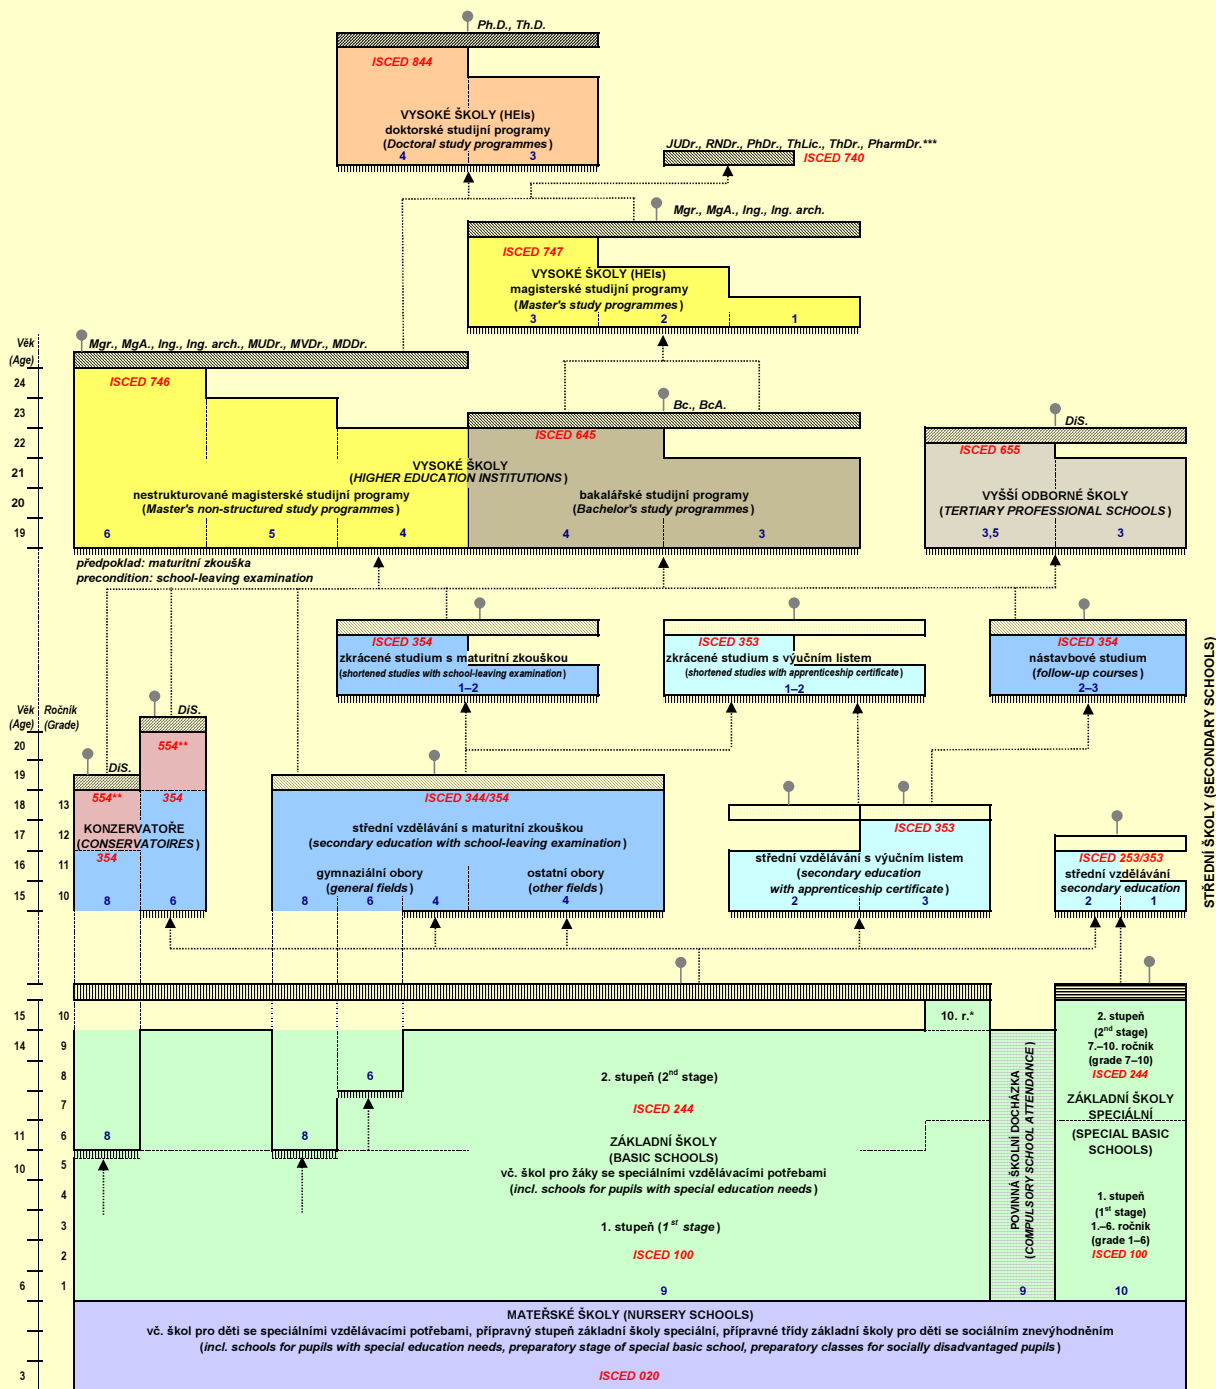 Ph.D., Th.D.
ISCED 844
VYSOKÉ ŠKOLY (HEIs)
doktorské studijní programy
(Doctoral study programmes)
4 3
JUDr., RNDr., PhDr., ThLic., ThDr., PharmDr.***
ISCED 740
Mgr., MgA., Ing., Ing. arch.
ISCED 747
VYSOKÉ ŠKOLY (HEIs)
magisterské studijní programy
(Master's study programmes)
3 2 1
Věk
(Age)
Mgr., MgA., Ing., Ing. arch., MUDr., MVDr., MDDr.
24
ISCED 746
23
Bc., BcA.
DiS.
22
ISCED 645
ISCED 655
21
VYSOKÉ ŠKOLY
(HIGHER EDUCATION INSTITUTIONS)
20
nestrukturované magisterské studijní programy
(Master's non-structured study programmes)
bakalářské studijní programy
(Bachelor's study programmes)
VYŠŠÍ ODBORNÉ ŠKOLY
(TERTIARY PROFESSIONAL SCHOOLS)
19
6 5 4 4 3 3,5 3
předpoklad: maturitní zkouška
precondition: school-leaving examination
ISCED 354
zkrácené studium s maturitní zkouškou
(shortened studies with school-leaving examination)
1–2
ISCED 353
zkrácené studium s výučním listem
(shortened studies with apprenticeship certificate)
1–2
ISCED 354
nástavbové studium
(follow-up courses)
2–3
STŘEDNÍ ŠKOLY (SECONDARY SCHOOLS)
Věk Ročník
(Age) (Grade)
DiS.
20
554**
19
DiS.
18 13
554** 354
17 12
KONZERVATOŘE
(CONSERVATOIRES)
16 11
354
15 10
8 6
ISCED 344/354
střední vzdělávání s maturitní zkouškou
(secondary education with school-leaving examination)
gymnaziální obory
(general fields)
ostatní obory
(other fields)
8 6 4 4
ISCED 353
střední vzdělávání s výučním listem
(secondary education
with apprenticeship certificate)
2 3
ISCED 253/353
střední vzdělávání
secondary education
2 1
15 10
10. r.*
14 9
8
6
2. stupeň (2nd stage)
7
ISCED 244
11 6
8 8
ZÁKLADNÍ ŠKOLY
(BASIC SCHOOLS)
10 5
vč. škol pro žáky se speciálními vzdělávacími potřebami
(incl. schools for pupils with special education needs)
4
3
1. stupeň (1st stage)
2
ISCED 100
6 1
9
POVINNÁ ŠKOLNÍ DOCHÁZKA
(COMPULSORY SCHOOL ATTENDANCE)
9
2. stupeň
(2nd stage)
7.–10. ročník
(grade 7–10)
ISCED 244
ZÁKLADNÍ ŠKOLY
SPECIÁLNÍ
(SPECIAL BASIC
SCHOOLS)
1. stupeň
(1st stage)
1.–6. ročník
(grade 1–6)
ISCED 100
10
MATEŘSKÉ ŠKOLY (NURSERY SCHOOLS)
vč. škol pro děti se speciálními vzdělávacími potřebami, přípravný stupeň základní školy speciální, přípravné třídy základní školy pro děti se sociálním znevýhodněním
(incl. schools for pupils with special education needs, preparatory stage of special basic school, preparatory classes for socially disadvantaged pupils)
3
ISCED 020